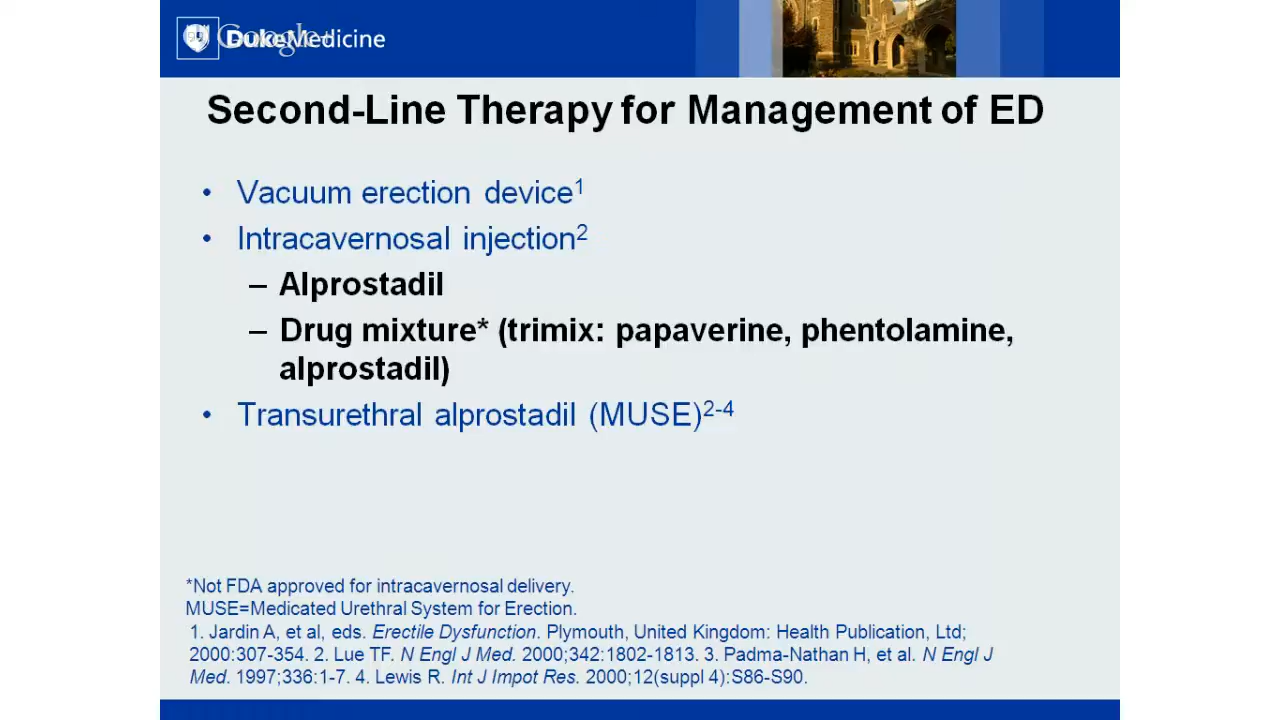 Google+
DukeMedicine
Second-Line Therapy for Management of ED
• Vacuum erection device1
• Intracavernosal injection2
– Alprostadil
– Drug mixture* (trimix: papaverine, phentolamine,
alprostadil)
• Transurethral alprostadil (MUSE)2-4
*Not FDA approved for intracavernosal delivery.
MUSE=Medicated Urethral System for Erection.
1. Jardin A, et al, eds. Erectile Dysfunction. Plymouth, United Kingdom: Health Publication, Ltd;
2000:307-354. 2. Lue TF. N Engl J Med. 2000;342:1802-1813. 3. Padma-Nathan H, et al. N Engl J
Med. 1997;336:1-7. 4. Lewis R. Int J Impot Res. 2000;12(suppl 4):S86-S90.